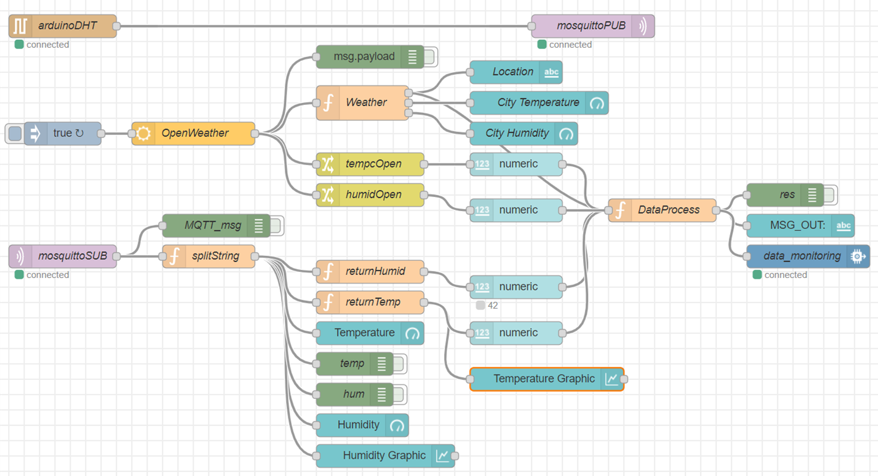 arduinoDHT
connected
mosquittoPUB
connected
msg.payload
Location
abc
Weather
City Temperature
true ↻
OpenWeather
City Humidity
tempcOpen
123 numeric
humidOpen
123 numeric
DataProcess
res
MQTT_msg
MSG_OUT:
abc
mosquittoSUB
connected
splitString
data_monitoring
connected
returnHumid
123 numeric
42
returnTemp
Temperature
123 numeric
temp
Temperature Graphic
hum
Humidity
Humidity Graphic